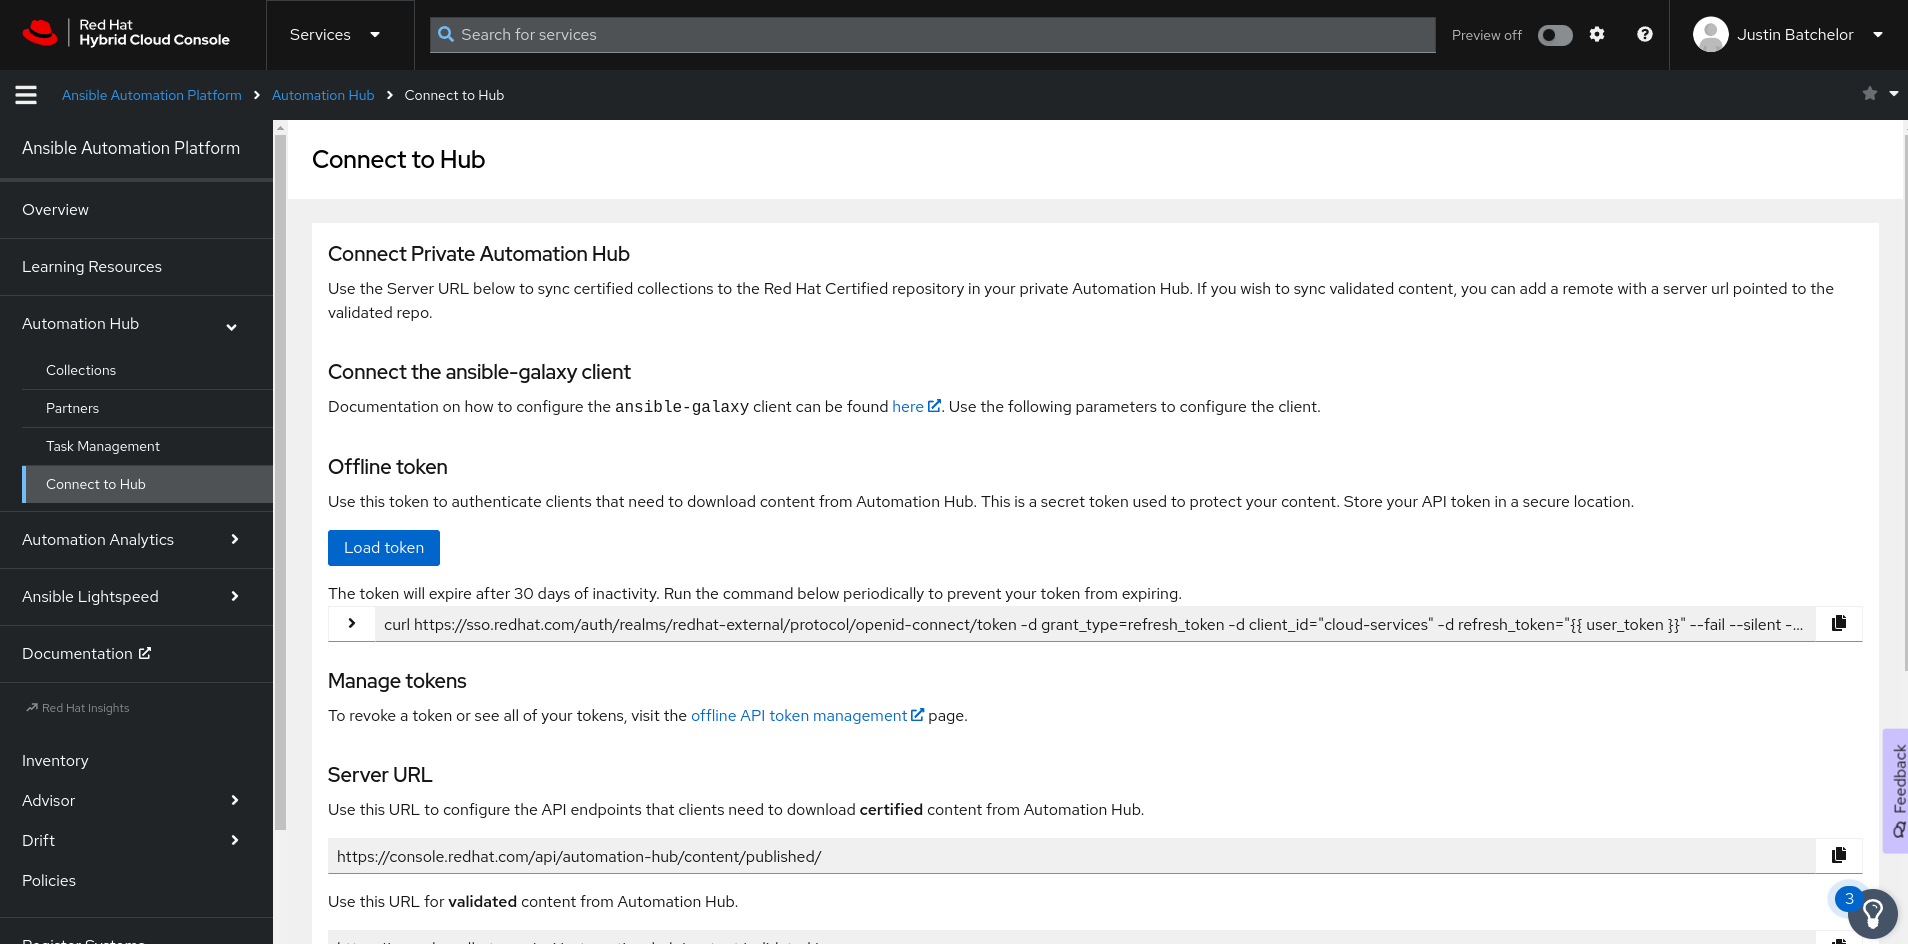 Red Hat
Hybrid Cloud Console
Services
Search for services
Preview off
Justin Batchelor
Ansible Automation Platform
Automation Hub
Connect to Hub
Ansible Automation Platform
Overview
Learning Resources
Automation Hub
Collections
Partners
Task Management
Connect to Hub
Automation Analytics
Ansible Lightspeed
Documentation
Red Hat Insights
Inventory
Advisor
Drift
Policies
Register Systems
Connect to Hub
Connect Private Automation Hub
Use the Server URL below to sync certified collections to the Red Hat Certified repository in your private Automation Hub. If you wish to sync validated content, you can add a remote with a server url pointed to the
validated repo.
Connect the ansible-galaxy client
Documentation on how to configure the ansible-galaxy client can be found here. Use the following parameters to configure the client.
Offline token
Use this token to authenticate clients that need to download content from Automation Hub. This is a secret token used to protect your content. Store your API token in a secure location.
Load token
The token will expire after 30 days of inactivity. Run the command below periodically to prevent your token from expiring.
curl https://sso.redhat.com/auth/realms/redhat-external/protocol/openid-connect/token -d grant_type=refresh_token -d client_id="cloud-services" -d refresh_token="{{ user_token }}" --fail --silent -...
Manage tokens
To revoke a token or see all of your tokens, visit the offline API token management page.
Server URL
Use this URL to configure the API endpoints that clients need to download certified content from Automation Hub.
https://console.redhat.com/api/automation-hub/content/published/
Use this URL for validated content from Automation Hub.
Feedback
3